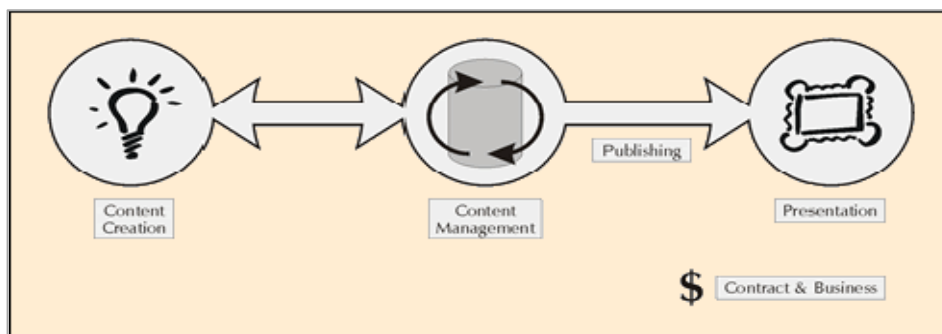 Publishing
Content
Creation
Content
Management
Presentation
$ Contract & Business